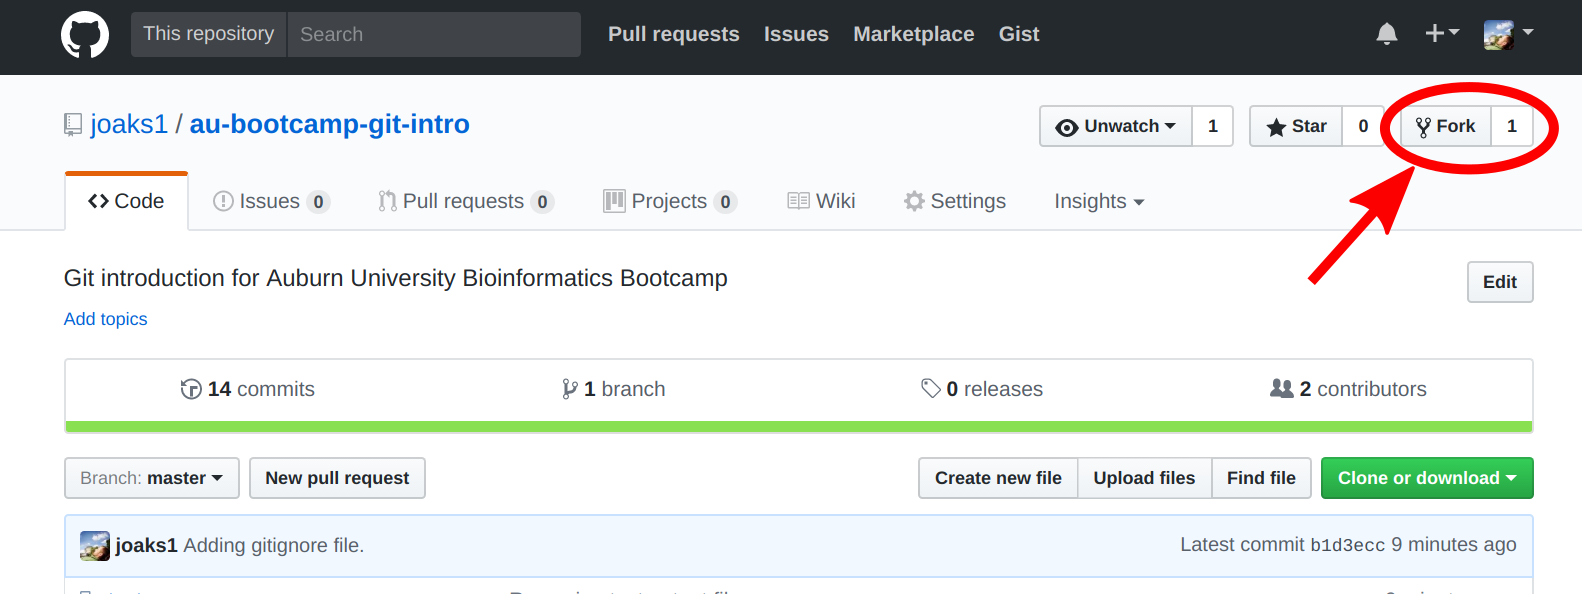 This repository Search Pull requests Issues Marketplace Gist
joaks1 / au-bootcamp-git-intro Unwatch 1 Star 0 Fork 1
Code Issues 0 Pull requests 0 Projects 0 Wiki Settings Insights
Git introduction for Auburn University Bioinformatics Bootcamp Edit
Add topics
14 commits 1 branch 0 releases 2 contributors
Branch: master New pull request Create new file Upload files Find file Clone or download
joaks1 Adding gitignore file. Latest commit b1d3ecc 9 minutes ago